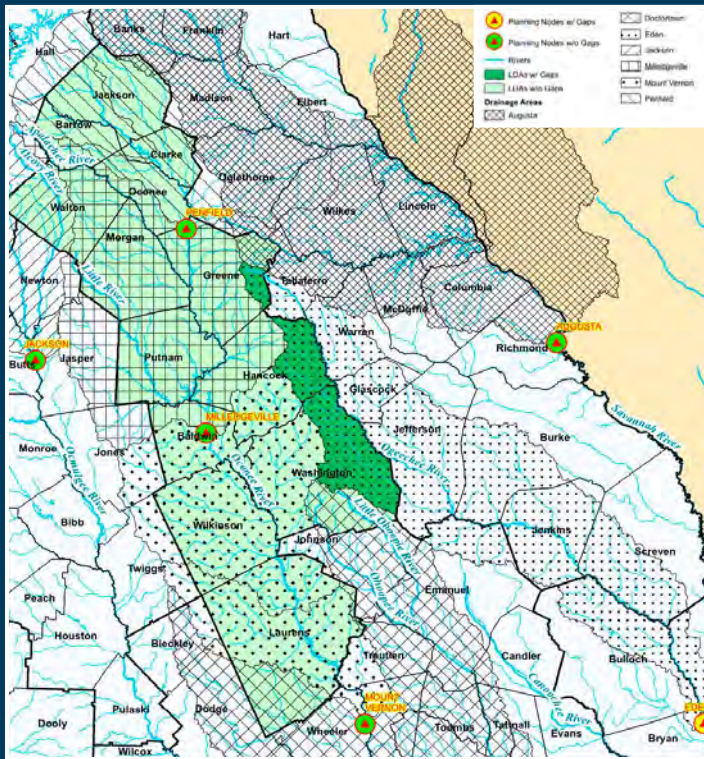 Planning Nodes w/ Gaps
Planning Nodes w/o Gaps
Rivers
LDAs w/ Gaps
LDAs w/o Gaps
Drainage Areas
Augusta
Doctortown
Eden
Jackson
Milledgeville
Mount Vernon
Penfield
Hall
Banks
Franklin
Hart
Jackson
Madison
Elbert
Barrow
Clarke
Apalachee River
Oglethorpe
Oconee
Wilkes
Lincoln
Walton
Morgan
PENFIELD
Greene
Newton
Little River
Taliaferro
Columbia
McDuffie
Warren
AUGUSTA
Richmond
JACKSON
Butts
Jasper
Putnam
Hancock
Glascock
Savannah River
MILLEDGEVILLE
Baldwin
Jefferson
Burke
Monroe
Jones
Oconee River
Ogeechee River
Washington
Ocmulgee River
Wilkinson
Little Ohoopee River
Bibb
Johnson
Jenkins
Screven
Twiggs
Ohoopee River
Emanuel
Peach
Houston
Bleckley
Laurens
Treutlen
Candler
Bulloch
Canoochee River
Dooly
Pulaski
Dodge
MOUNT
VERNON
Wheeler
Toombs
Tattnall
Evans
Bryan
Wilcox